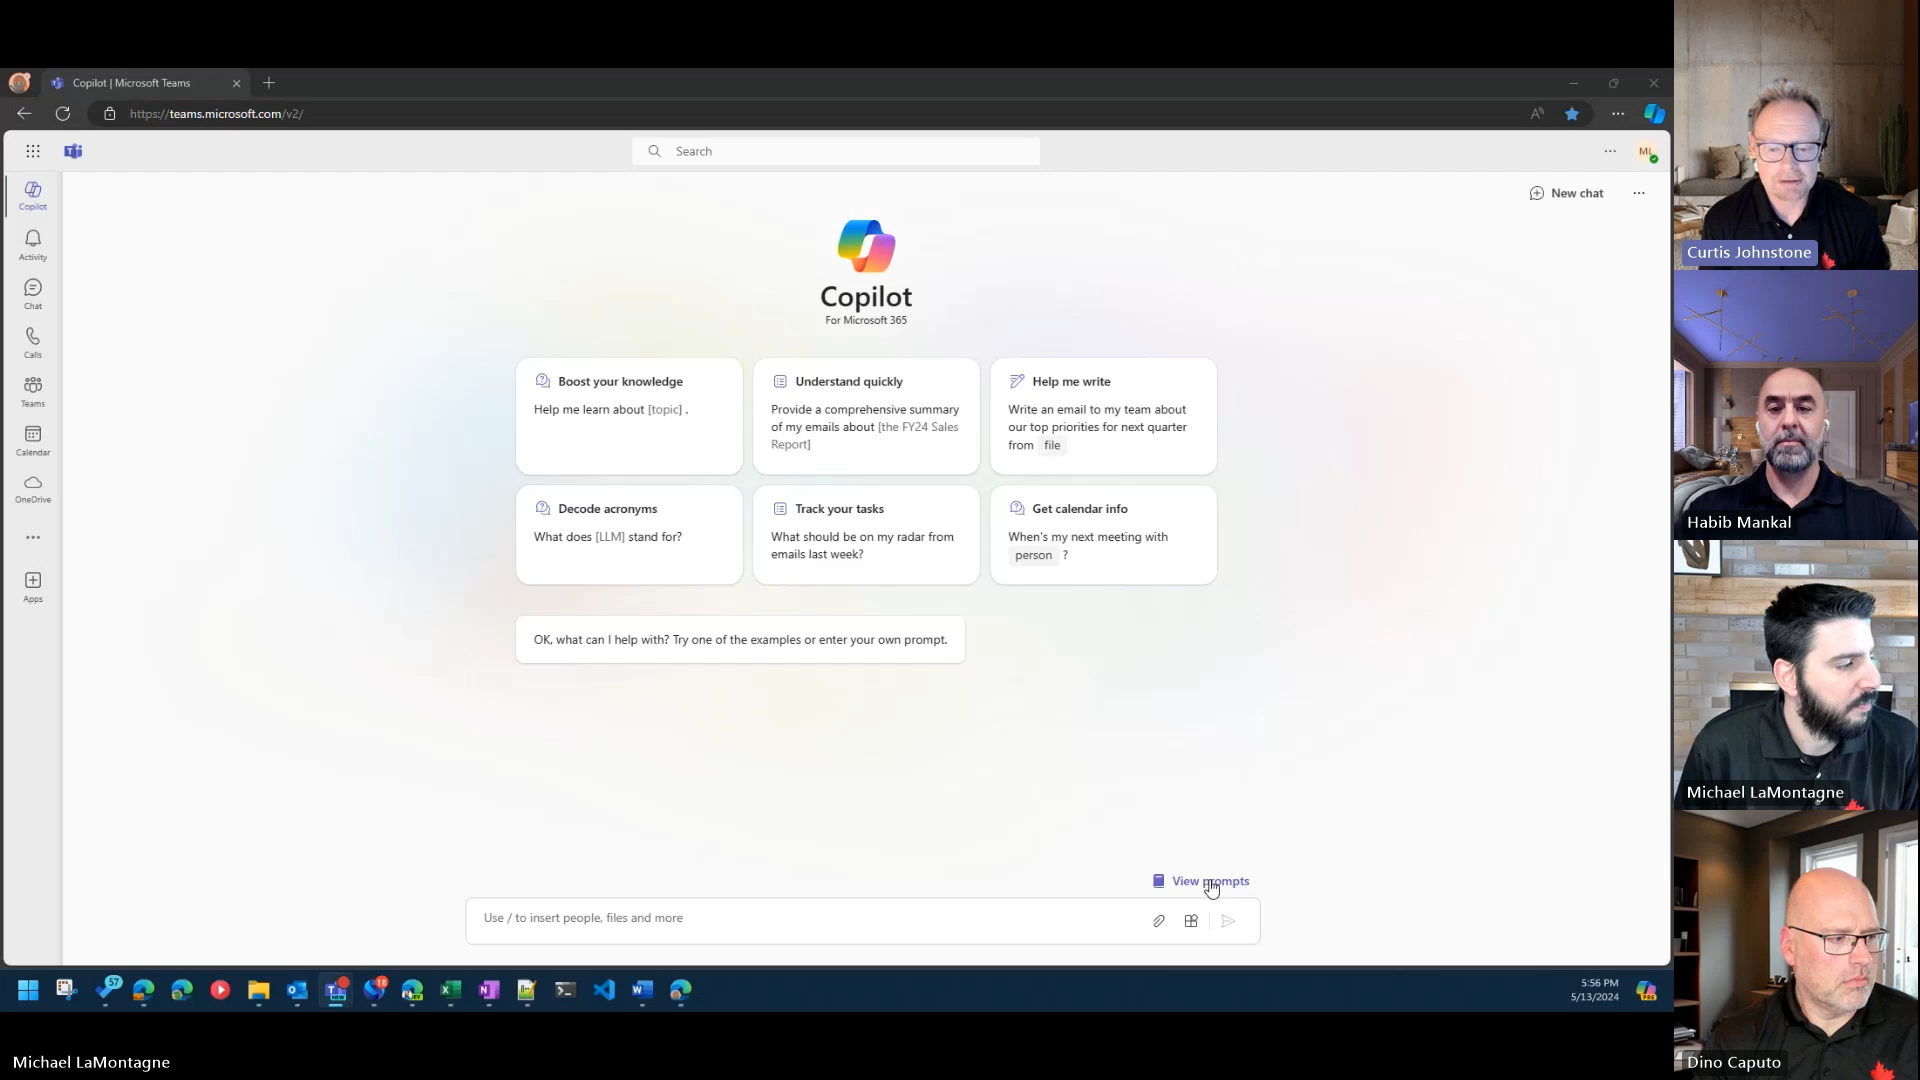 Copilot | Microsoft Teams
https://teams.microsoft.com/v2/
Search
ML
Copilot
Activity
Chat
Calls
Teams
Calendar
OneDrive
Apps
New chat
Copilot
For Microsoft 365
Boost your knowledge
Help me learn about [topic] .
Understand quickly
Provide a comprehensive summary
of my emails about [the FY24 Sales
Report]
Help me write
Write an email to my team about
our top priorities for next quarter
from file
Decode acronyms
What does [LLM] stand for?
Track your tasks
What should be on my radar from
emails last week?
Get calendar info
When's my next meeting with
person ?
OK, what can I help with? Try one of the examples or enter your own prompt.
View prompts
Use / to insert people, files and more
57
NEW
18
DEV
5:56 PM
5/13/2024
PRE
Michael LaMontagne
Curtis Johnstone
Habib Mankal
Michael LaMontagne
Dino Caputo